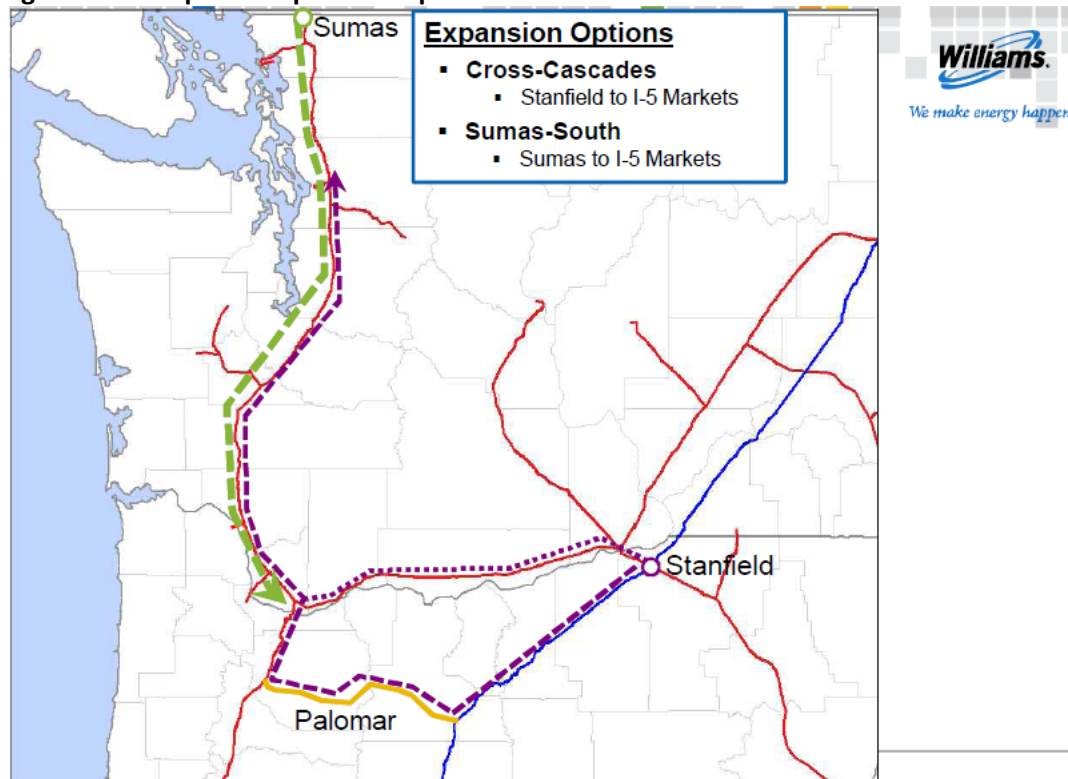 Sumas
Expansion Options
▪ Cross-Cascades
▪ Stanfield to I-5 Markets
▪ Sumas-South
▪ Sumas to I-5 Markets
Williams.
We make energy happen
Stanfield
Palomar